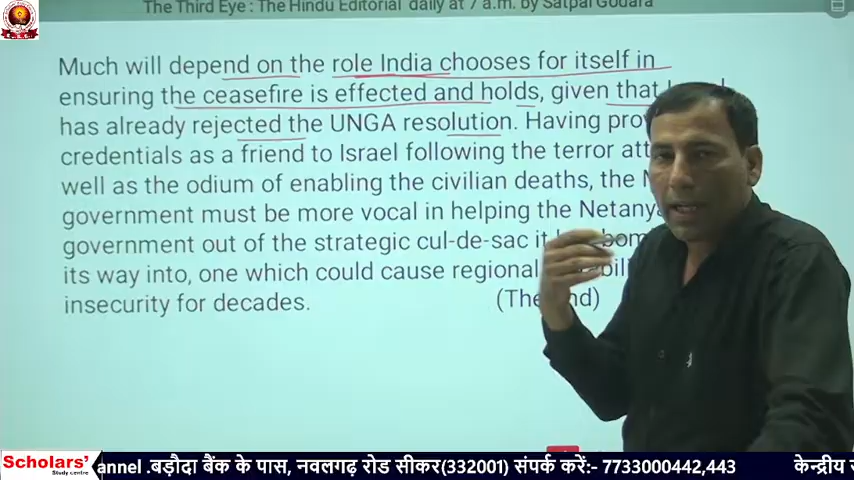 The Third Eye : The Hindu Editorial daily at 7 a.m. by Satpal Godara
Much will depend on the role India chooses for itself in
ensuring the ceasefire is effected and holds, given that
has already rejected the UNGA resolution. Having
credentials as a friend to Israel following the terror
well as the odium of enabling the civilian deaths, the
government must be more vocal in helping the
government out of the strategic cul-de-sac it
its way into, one which could cause regional
insecurity for decades. (The End)
Scholars'
Study centre
annel .बड़ौदा बैंक के पास, नवलगढ़ रोड सीकर(332001) संपर्क करें:- 7733000442,443 केन्द्रीय